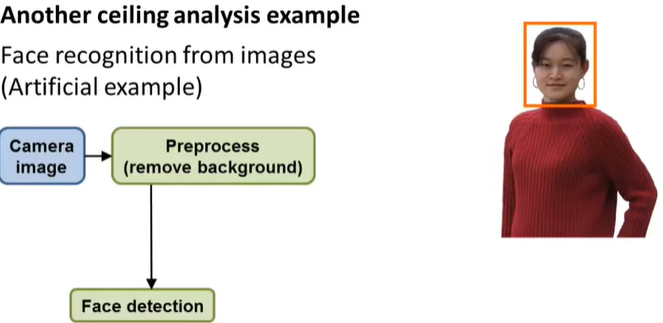 Another ceiling analysis example
Face recognition from images
(Artificial example)
Camera
image
Preprocess
(remove background)
Face detection